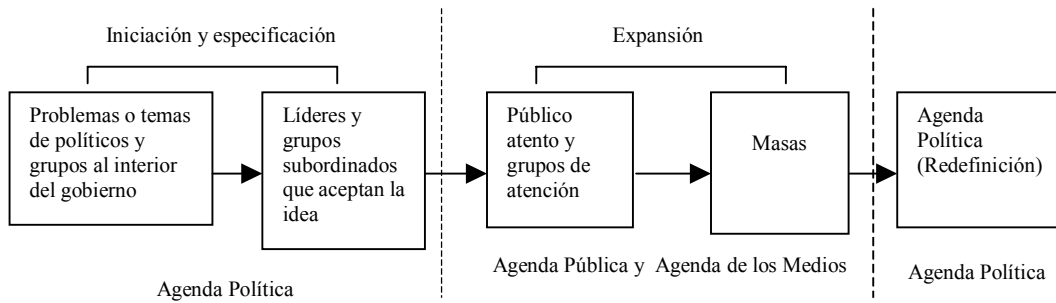 Iniciación y especificación
Expansión
Problemas o temas
de políticos y
grupos al interior
del gobierno
Líderes y
grupos
subordinados
que aceptan la
idea
Público
atento y
grupos de
atención
Masas
Agenda
Política
(Redefinición)
Agenda Política
Agenda Pública y Agenda de los Medios
Agenda Política